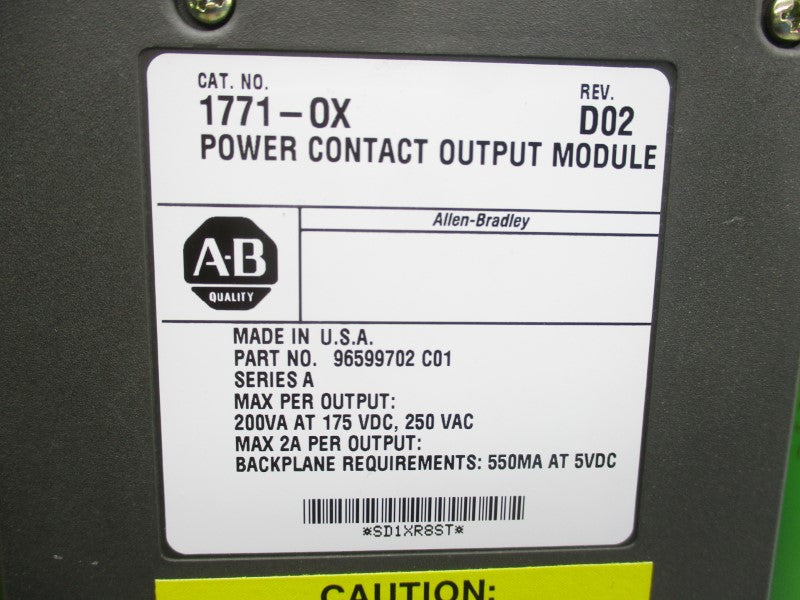 CAT. NO.
1771-OX
REV.
D02
POWER CONTACT OUTPUT MODULE
Allen-Bradley
A-B
QUALITY
MADE IN U.S.A.
PART NO. 96599702 C01
SERIES A
MAX PER OUTPUT:
200VA AT 175 VDC, 250 VAC
MAX 2A PER OUTPUT:
BACKPLANE REQUIREMENTS: 550MA AT 5VDC
*SD1XR8ST*
CAUTION: